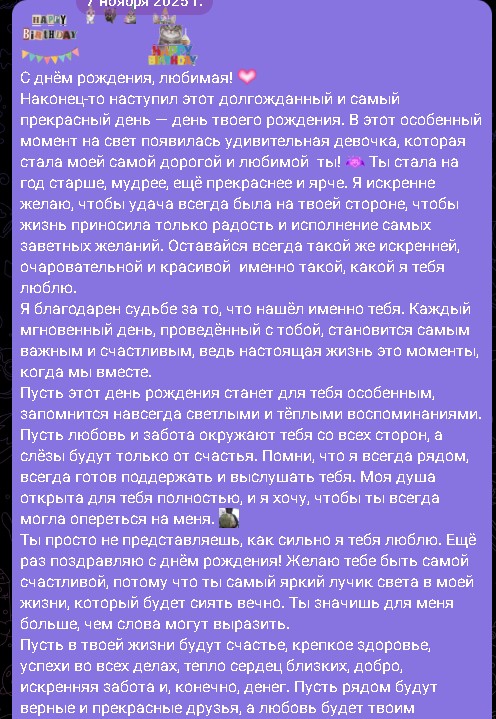 7 ноября 2025 г.
HAPPY
BIRTHDAY
HAPPY
BIRTHDAY
С днём рождения, любимая!
Наконец-то наступил этот долгожданный и самый
прекрасный день — день твоего рождения. В этот особенный
момент на свет появилась удивительная девочка, которая
стала моей самой дорогой и любимой ты! Ты стала на
год старше, мудрее, ещё прекраснее и ярче. Я искренне
желаю, чтобы удача всегда была на твоей стороне, чтобы
жизнь приносила только радость и исполнение самых
заветных желаний. Оставайся всегда такой же искренней,
очаровательной и красивой именно такой, какой я тебя
люблю.
Я благодарен судьбе за то, что нашёл именно тебя. Каждый
мгновенный день, проведённый с тобой, становится самым
важным и счастливым, ведь настоящая жизнь это моменты,
когда мы вместе.
Пусть этот день рождения станет для тебя особенным,
запомнится навсегда светлыми и тёплыми воспоминаниями.
Пусть любовь и забота окружают тебя со всех сторон, а
слёзы будут только от счастья. Помни, что я всегда рядом,
всегда готов поддержать и выслушать тебя. Моя душа
открыта для тебя полностью, и я хочу, чтобы ты всегда
могла опереться на меня.
Ты просто не представляешь, как сильно я тебя люблю. Ещё
раз поздравляю с днём рождения! Желаю тебе быть самой
счастливой, потому что ты самый яркий лучик света в моей
жизни, который будет сиять вечно. Ты значишь для меня
больше, чем слова могут выразить.
Пусть в твоей жизни будут счастье, крепкое здоровье,
успехи во всех делах, тепло сердец близких, добро,
искренняя забота и, конечно, денег. Пусть рядом будут
верные и прекрасные друзья, а любовь будет твоим